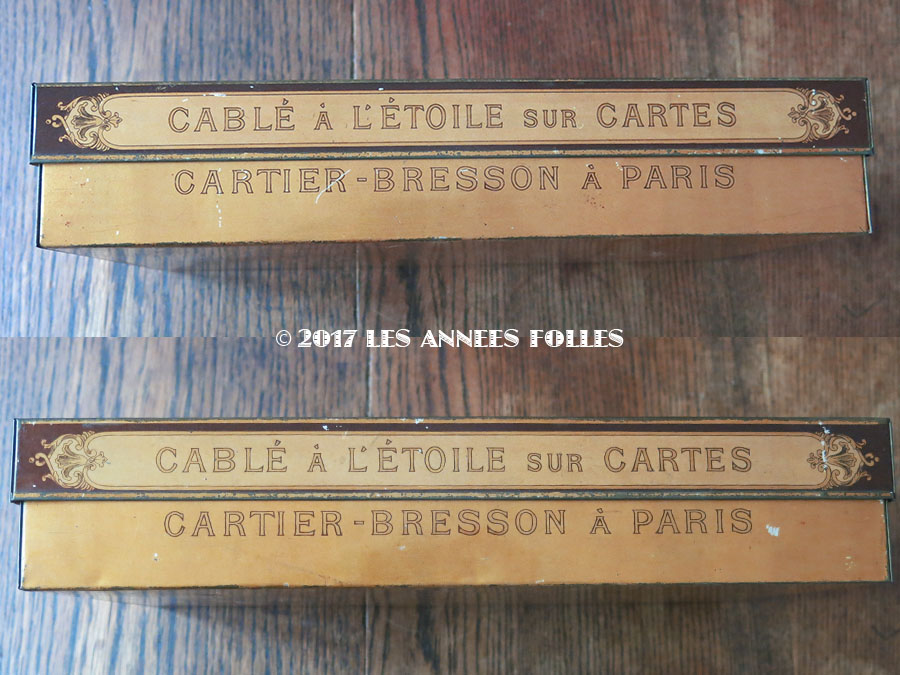 CABLÉ À L'ÉTOILE SUR CARTES
CARTIER-BRESSON À PARIS
© 2017 LES ANNEES FOLLES
CABLÉ À L'ÉTOILE SUR CARTES
CARTIER-BRESSON À PARIS